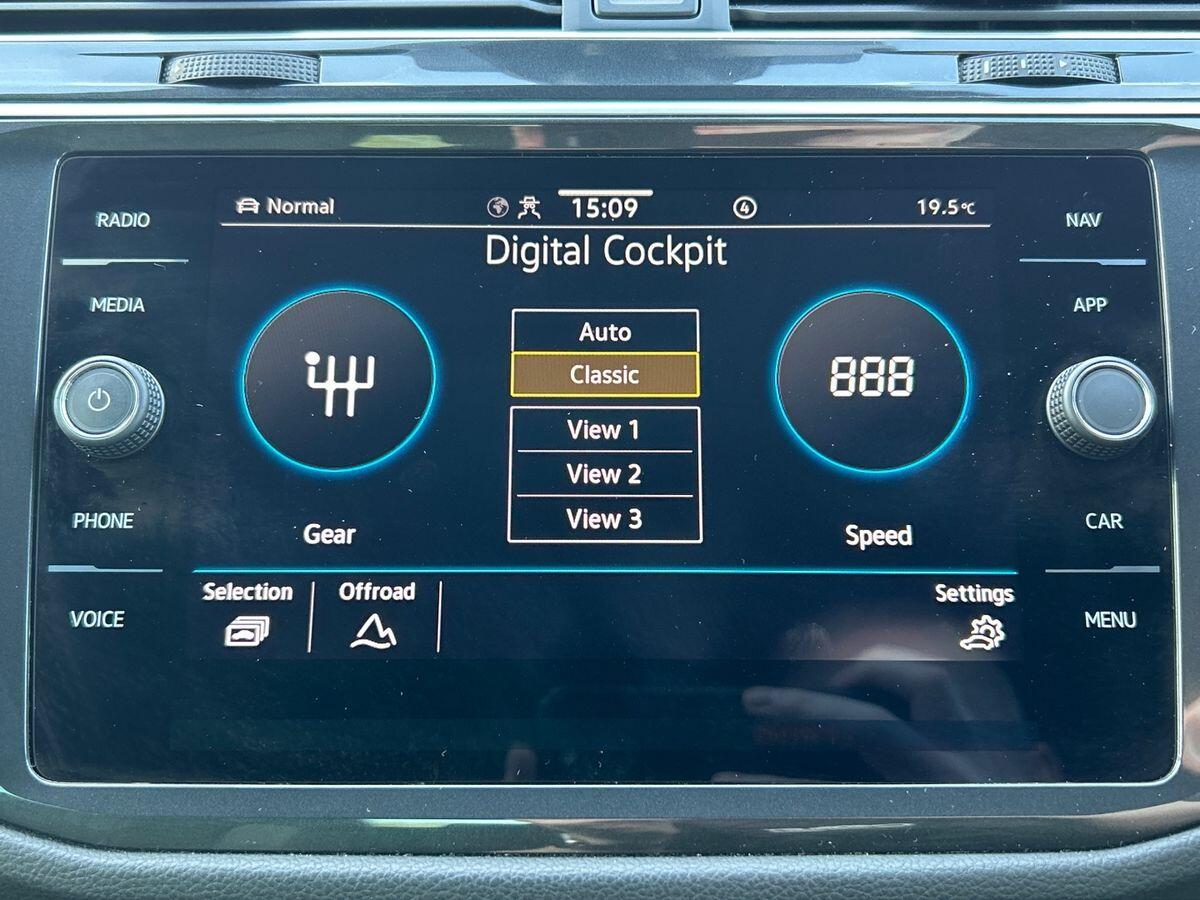 RADIO
MEDIA
PHONE
VOICE
Normal
15:09
4
19.5°C
Digital Cockpit
Auto
Classic
View 1
View 2
View 3
888
Gear
Speed
Selection
Offroad
Settings
NAV
APP
CAR
MENU